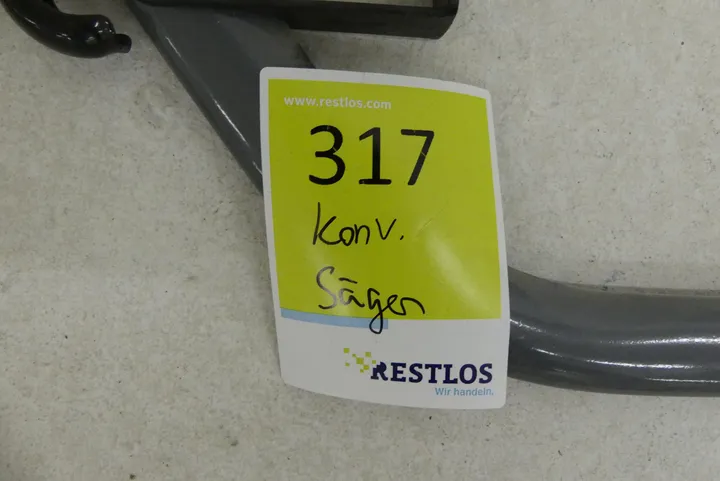 www.restlos.com
317
Konv.
Sägen
RESTLOS
Wir handeln.